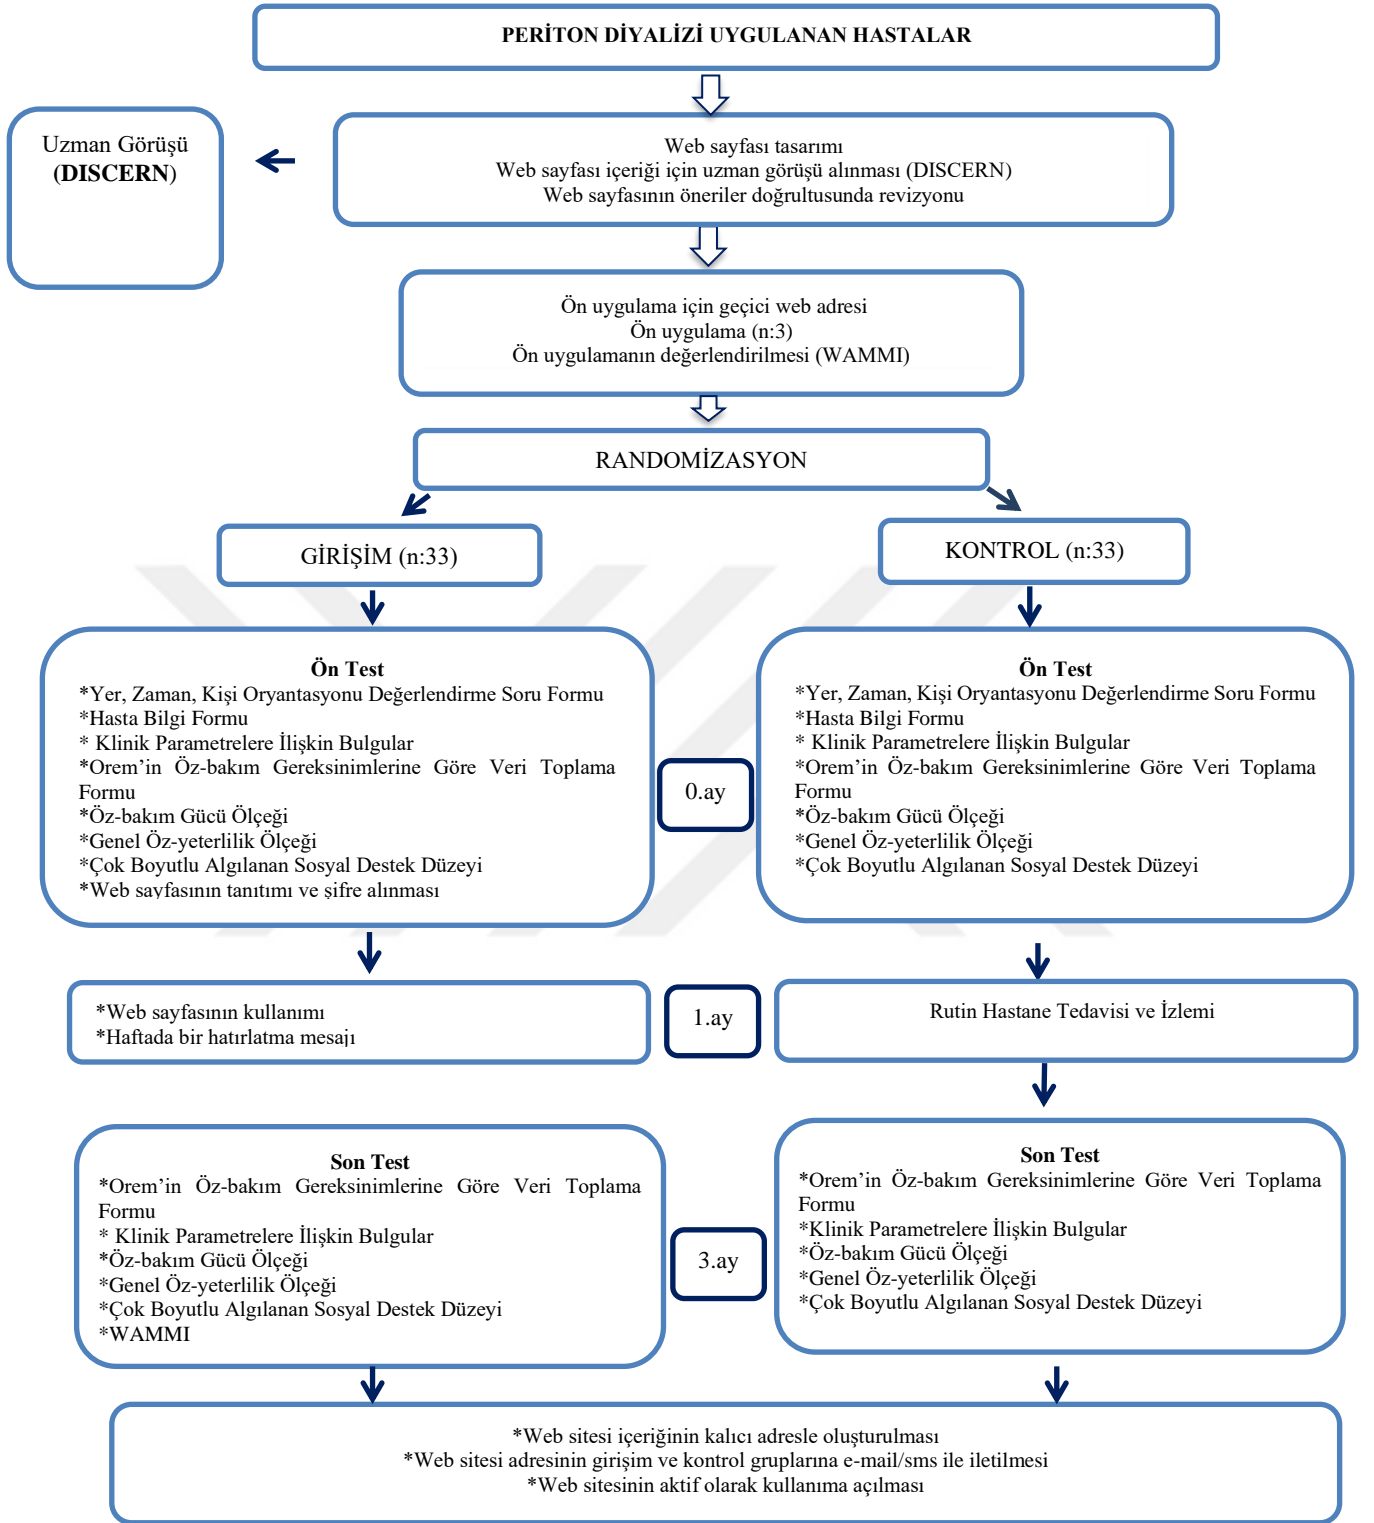 PERİTON DİYALİZİ UYGULANAN HASTALAR
Uzman Görüşü
(DISCERN)
Web sayfası tasarımı
Web sayfası içeriği için uzman görüşü alınması (DISCERN)
Web sayfasının öneriler doğrultusunda revizyonu
Ön uygulama için geçici web adresi
Ön uygulama (n:3)
Ön uygulamanın değerlendirilmesi (WAMMI)
RANDOMİZASYON
GİRİŞİM (n:33)
KONTROL (n:33)
Ön Test
*Yer, Zaman, Kişi Oryantasyonu Değerlendirme Soru Formu
*Hasta Bilgi Formu
* Klinik Parametrelere İlişkin Bulgular
*Orem’in Öz-bakım Gereksinimlerine Göre Veri Toplama
Formu
*Öz-bakım Gücü Ölçeği
*Genel Öz-yeterlilik Ölçeği
*Çok Boyutlu Algılanan Sosyal Destek Düzeyi
*Web sayfasının tanıtımı ve şifre alınması
0.ay
Ön Test
*Yer, Zaman, Kişi Oryantasyonu Değerlendirme Soru Formu
*Hasta Bilgi Formu
* Klinik Parametrelere İlişkin Bulgular
*Orem’in Öz-bakım Gereksinimlerine Göre Veri Toplama
Formu
*Öz-bakım Gücü Ölçeği
*Genel Öz-yeterlilik Ölçeği
*Çok Boyutlu Algılanan Sosyal Destek Düzeyi
*Web sayfasının kullanımı
*Haftada bir hatırlatma mesajı
1.ay
Rutin Hastane Tedavisi ve İzlemi
Son Test
*Orem’in Öz-bakım Gereksinimlerine Göre Veri Toplama
Formu
* Klinik Parametrelere İlişkin Bulgular
*Öz-bakım Gücü Ölçeği
*Genel Öz-yeterlilik Ölçeği
*Çok Boyutlu Algılanan Sosyal Destek Düzeyi
*WAMMI
3.ay
Son Test
*Orem’in Öz-bakım Gereksinimlerine Göre Veri Toplama
Formu
*Klinik Parametrelere İlişkin Bulgular
*Öz-bakım Gücü Ölçeği
*Genel Öz-yeterlilik Ölçeği
*Çok Boyutlu Algılanan Sosyal Destek Düzeyi
*Web sitesi içeriğinin kalıcı adresle oluşturulması
*Web sitesi adresinin girişim ve kontrol gruplarına e-mail/sms ile iletilmesi
*Web sitesinin aktif olarak kullanıma açılması